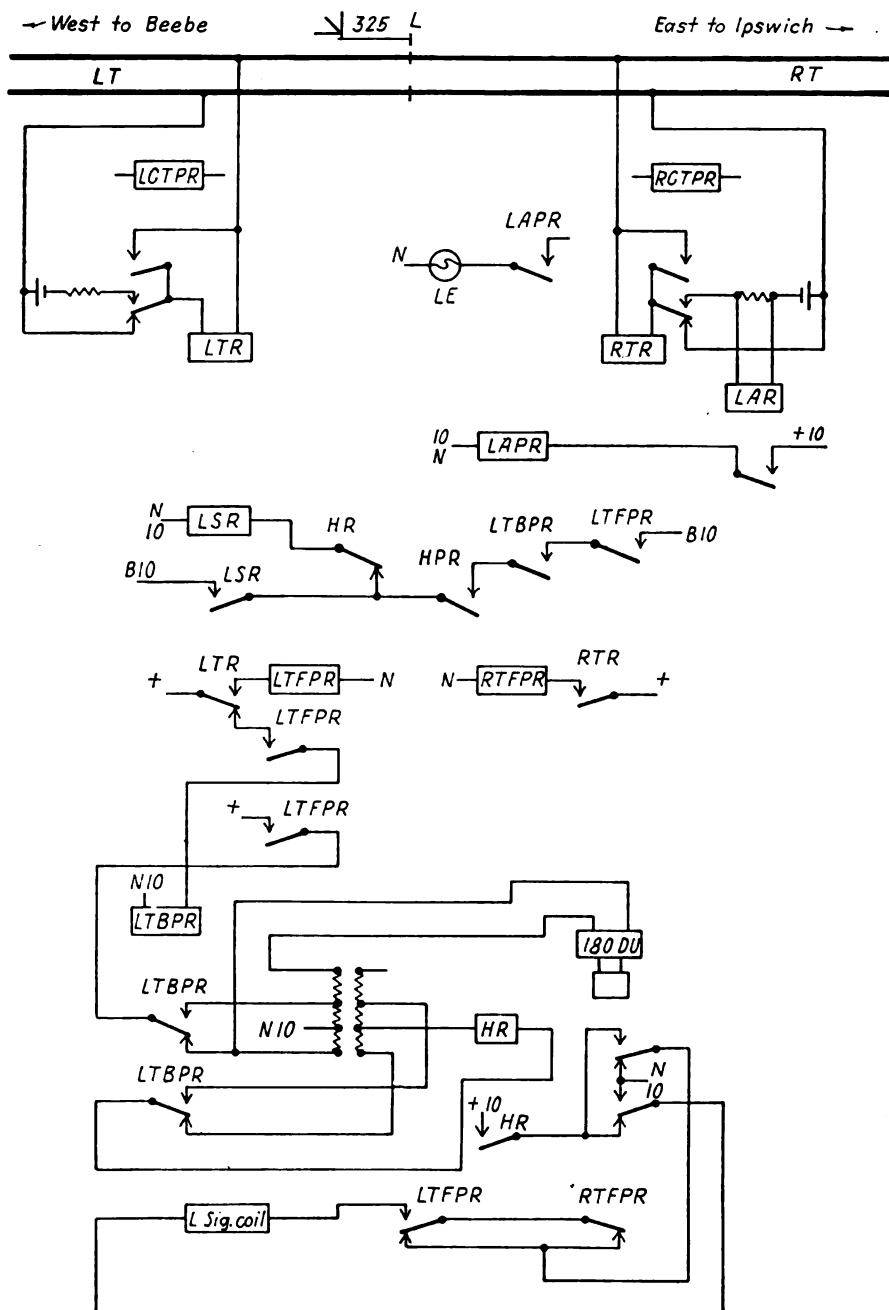 West to Beebe
325 L
East to Ipswich
LT
RT
LCTPR
RCTPR
LAPR
N
LE
LTR
RTR
LAR
10
N
LAPR
+10
N
10
LSR
HR
LTBPR
LTFPR
B10
B10
LSR
HPR
LTR
+
LTFPR
N
N
RTFPR
RTR
+
LTFPR
+
LTFPR
N10
LTBPR
180 DU
LTBPR
N10
HR
LTBPR
N
10
+10
HR
LTFPR
RTFPR
L Sig. coil